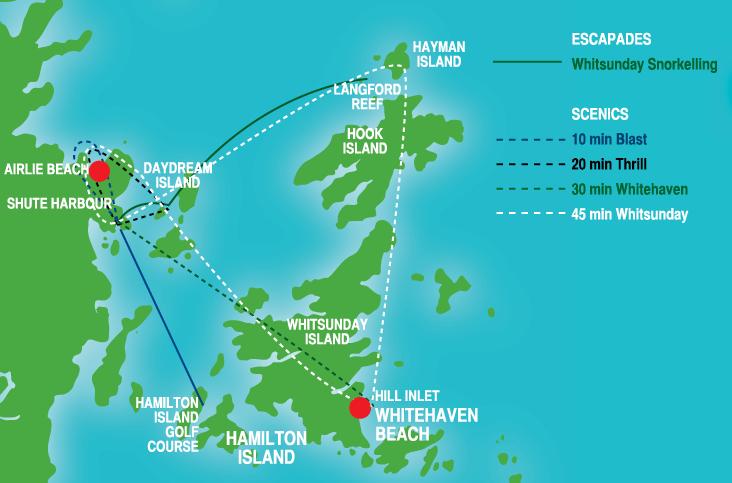 HAYMAN
ISLAND
LANGFORD
REEF
HOOK
ISLAND
AIRLIE BEACH
DAYDREAM
ISLAND
SHUTE HARBOUR
WHITSUNDAY
ISLAND
HAMILTON
ISLAND
GOLF
COURSE
HAMILTON
ISLAND
HILL INLET
WHITEHAVEN
BEACH
ESCAPADES
Whitsunday Snorkelling
SCENICS
10 min Blast
20 min Thrill
30 min Whitehaven
45 min Whitsunday